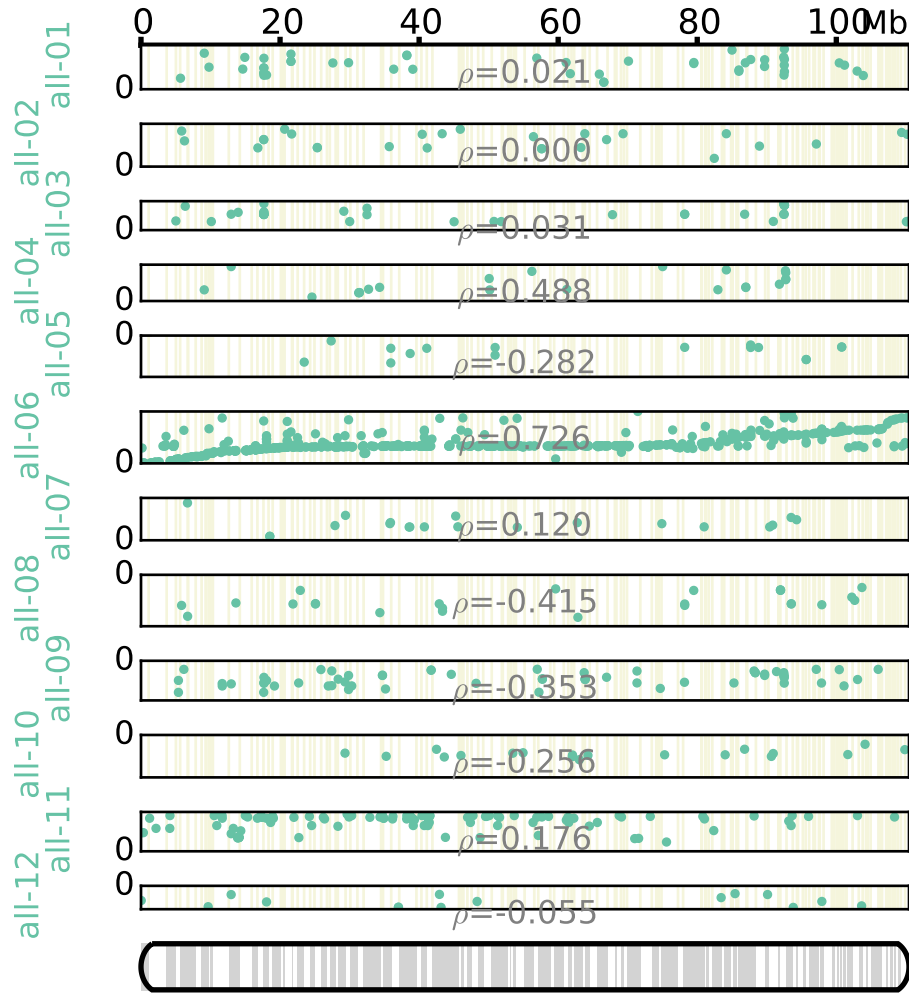 0 20 40 60 80 100 Mb
all-01 0 ρ=0.021
all-02 0 ρ=0.000
all-03 0 ρ=0.031
all-04 0 ρ=0.488
all-05 0 ρ=-0.282
all-06 0 ρ=0.726
all-07 0 ρ=0.120
all-08 0 ρ=-0.415
all-09 0 ρ=-0.353
all-10 0 ρ=-0.256
all-11 0 ρ=0.176
all-12 0 ρ=-0.055